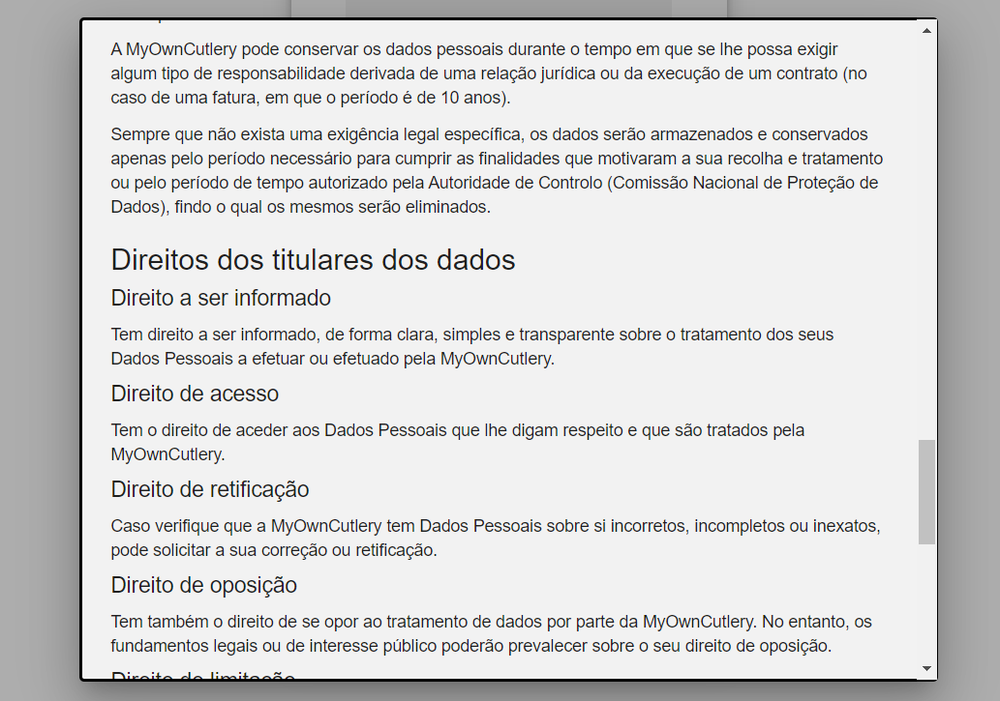 A MyOwnCutlery pode conservar os dados pessoais durante o tempo em que se lhe possa exigir
algum tipo de responsabilidade derivada de uma relação jurídica ou da execução de um contrato (no
caso de uma fatura, em que o período é de 10 anos).
Sempre que não exista uma exigência legal específica, os dados serão armazenados e conservados
apenas pelo período necessário para cumprir as finalidades que motivaram a sua recolha e tratamento
ou pelo período de tempo autorizado pela Autoridade de Controlo (Comissão Nacional de Proteção de
Dados), findo o qual os mesmos serão eliminados.
Direitos dos titulares dos dados
Direito a ser informado
Tem direito a ser informado, de forma clara, simples e transparente sobre o tratamento dos seus
Dados Pessoais a efetuar ou efetuado pela MyOwnCutlery.
Direito de acesso
Tem o direito de aceder aos Dados Pessoais que lhe digam respeito e que são tratados pela
MyOwnCutlery.
Direito de retificação
Caso verifique que a MyOwnCutlery tem Dados Pessoais sobre si incorretos, incompletos ou inexatos,
pode solicitar a sua correção ou retificação.
Direito de oposição
Tem também o direito de se opor ao tratamento de dados por parte da MyOwnCutlery. No entanto, os
fundamentos legais ou de interesse público poderão prevalecer sobre o seu direito de oposição.
Direito de limitação